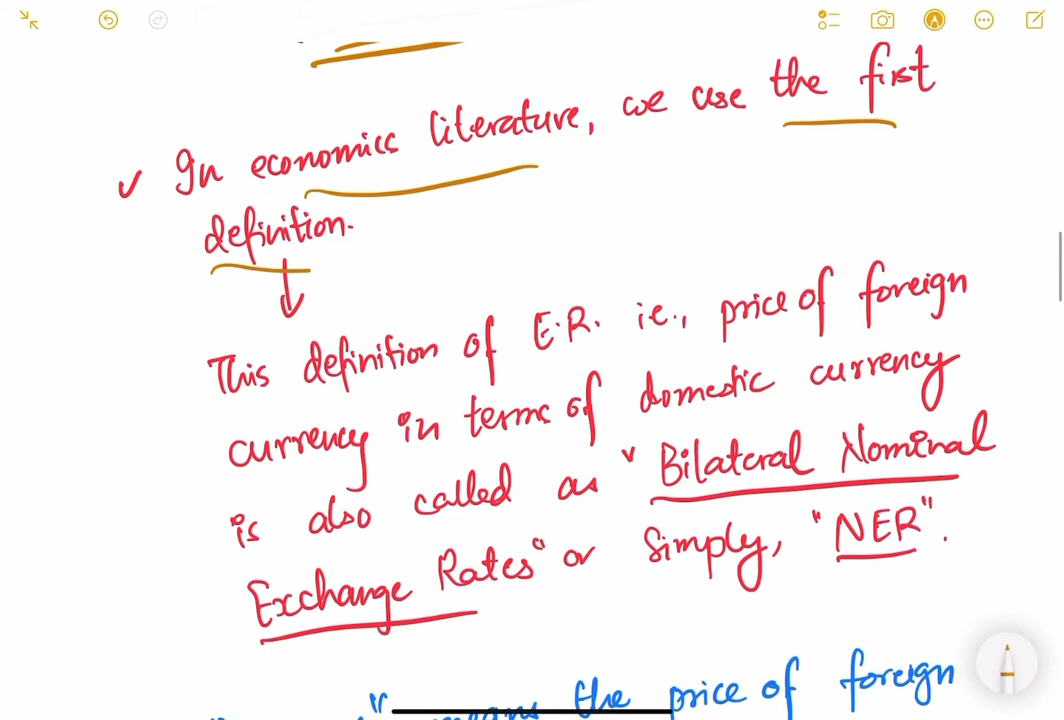 ✓ In economics literature, we use the first
definition.
↓
This definition of E.R. i.e., price of foreign
currency in terms of domestic currency
is also called as "Bilateral Nominal
Exchange Rates" or simply, "NER".
means the price of foreign